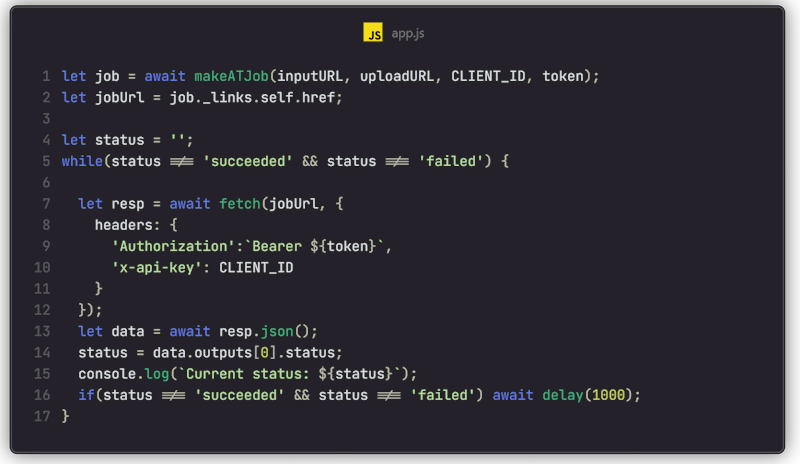 JS app.js
1 let job = await makeATJob(inputURL, uploadURL, CLIENT_ID, token);
2 let jobUrl = job._links.self.href;
3
4 let status = '';
5 while(status !== 'succeeded' && status !== 'failed') {
6
7   let resp = await fetch(jobUrl, {
8     headers: {
9       'Authorization':`Bearer ${token}`,
10       'x-api-key': CLIENT_ID
11     }
12   });
13   let data = await resp.json();
14   status = data.outputs[0].status;
15   console.log(`Current status: ${status}`);
16   if(status !== 'succeeded' && status !== 'failed') await delay(1000);
17 }